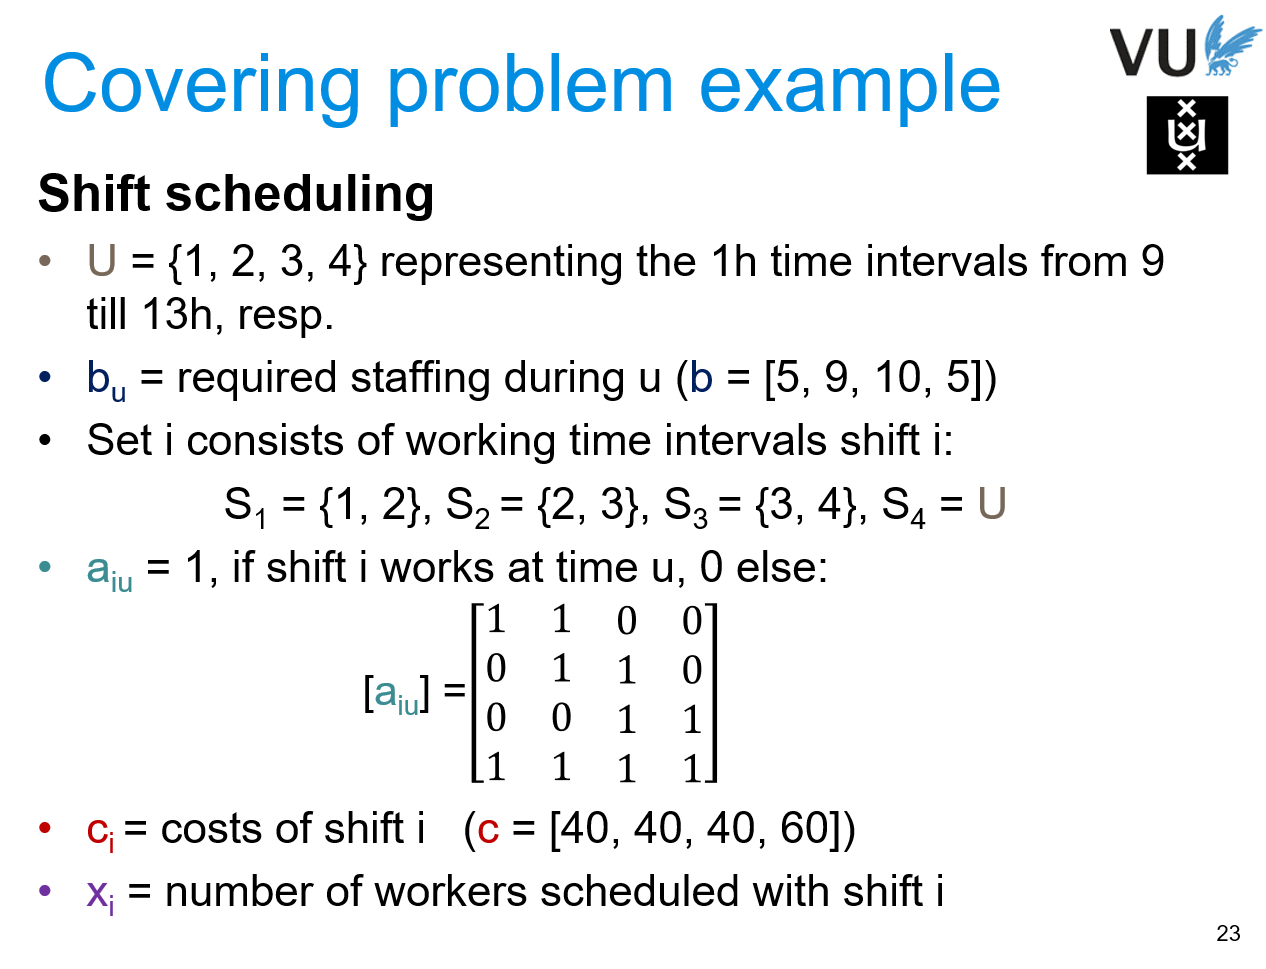 Covering problem example
VU
U
Shift scheduling
• U = {1, 2, 3, 4} representing the 1h time intervals from 9
till 13h, resp.
• bu = required staffing during u (b = [5, 9, 10, 5])
• Set i consists of working time intervals shift i:
S1 = {1, 2}, S2 = {2, 3}, S3 = {3, 4}, S4 = U
• aiu = 1, if shift i works at time u, 0 else:
1 1 0 0
0 1 1 0
[aiu] =
0 0 1 1
1 1 1 1
• ci = costs of shift i (c = [40, 40, 40, 60])
• xi = number of workers scheduled with shift i
23